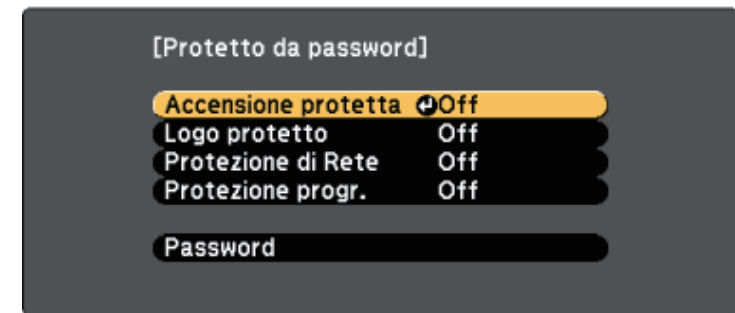 [Protetto da password]
Accensione protetta Off
Logo protetto Off
Protezione di Rete Off
Protezione progr. Off
Password